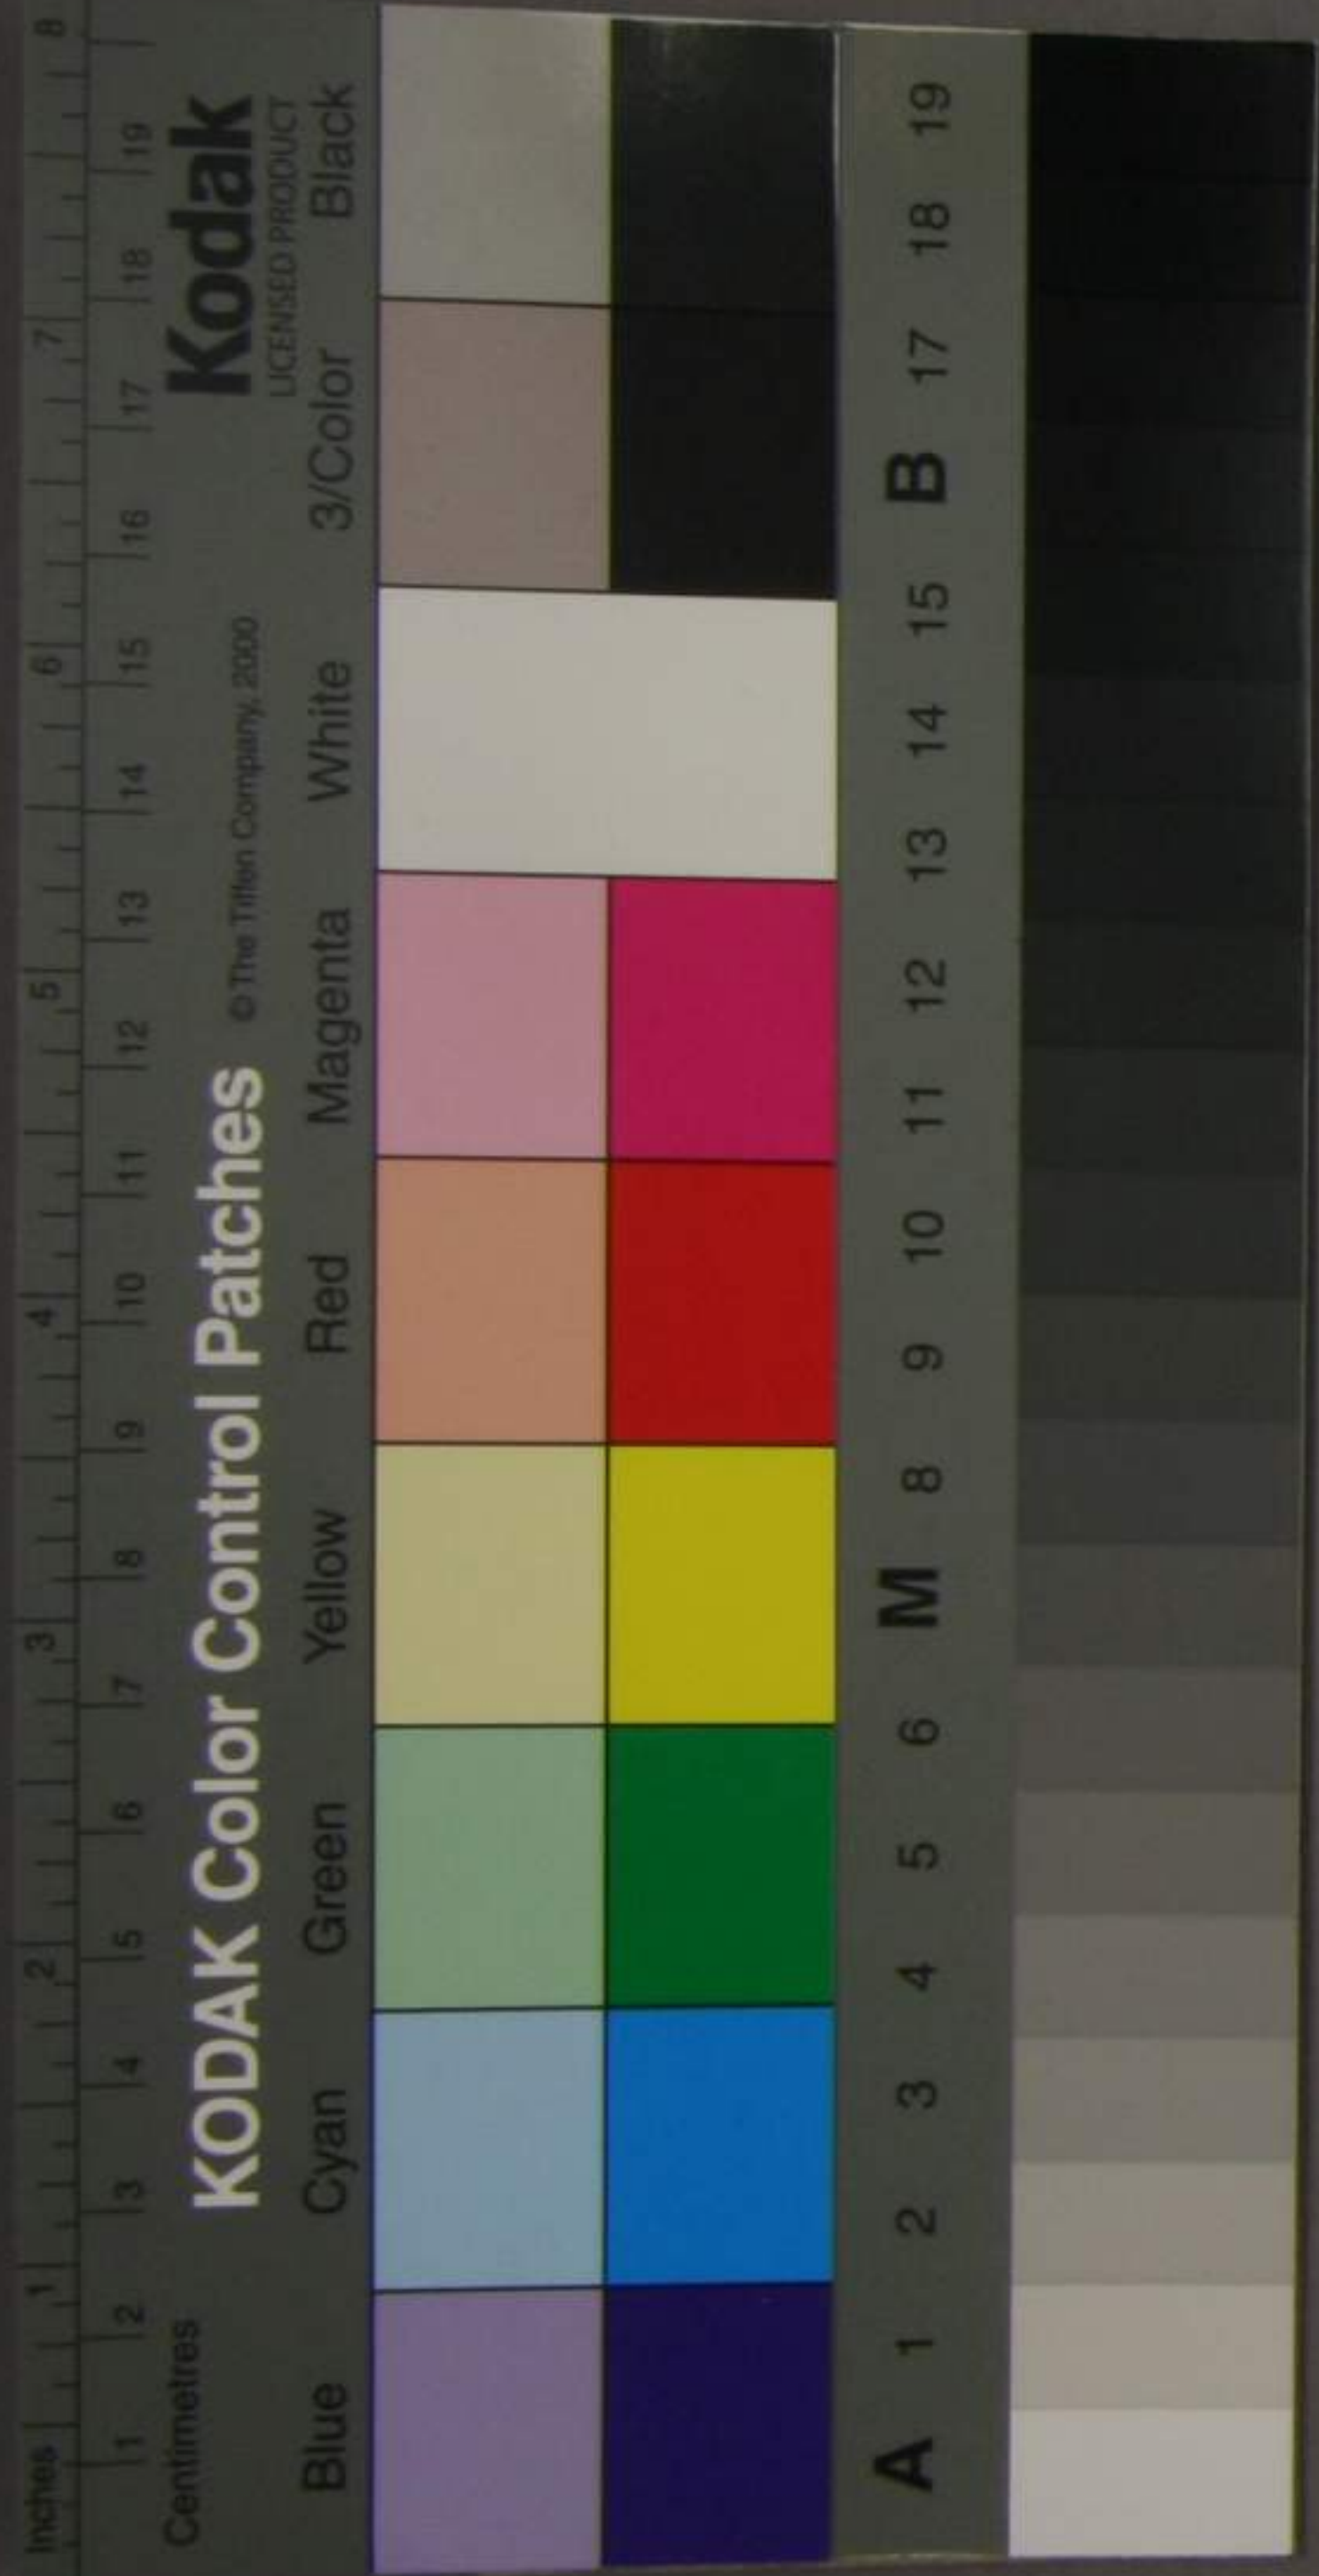 Inches 1 2 3 4 5 6 7 8
1 2 3 4 5 6 7 8 9 10 11 12 13 14 15 16 17 18 19
Centimetres
KODAK Color Control Patches © The Tiffen Company, 2000 Kodak
LICENSED PRODUCT
Blue Cyan Green Yellow Red Magenta White 3/Color Black
A 1 2 3 4 5 6 M 8 9 10 11 12 13 14 15 B 17 18 19